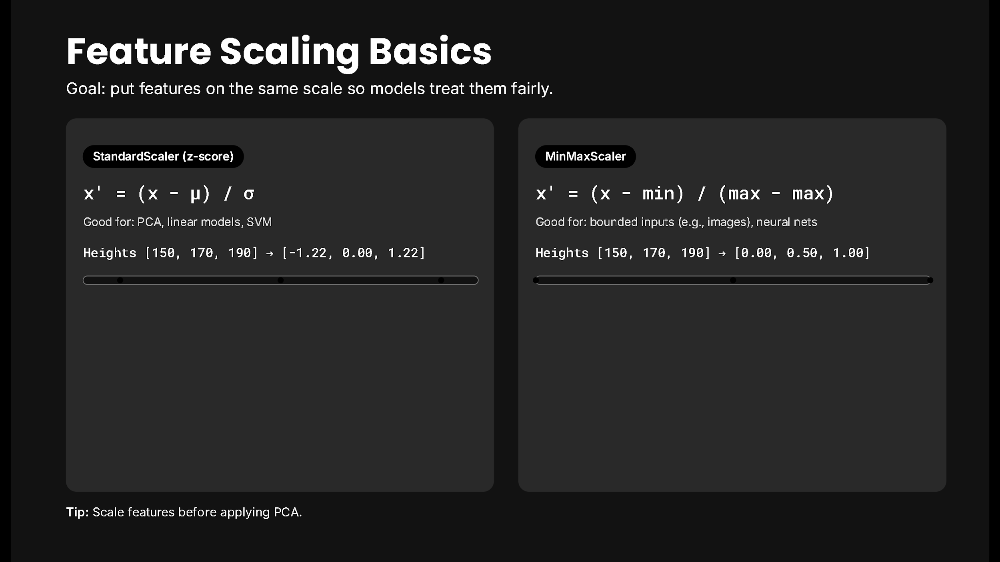 Feature Scaling Basics
Goal: put features on the same scale so models treat them fairly.
StandardScaler (z-score)
x' = (x - μ) / σ
Good for: PCA, linear models, SVM
Heights [150, 170, 190] → [-1.22, 0.00, 1.22]
MinMaxScaler
x' = (x - min) / (max - max)
Good for: bounded inputs (e.g., images), neural nets
Heights [150, 170, 190] → [0.00, 0.50, 1.00]
Tip: Scale features before applying PCA.